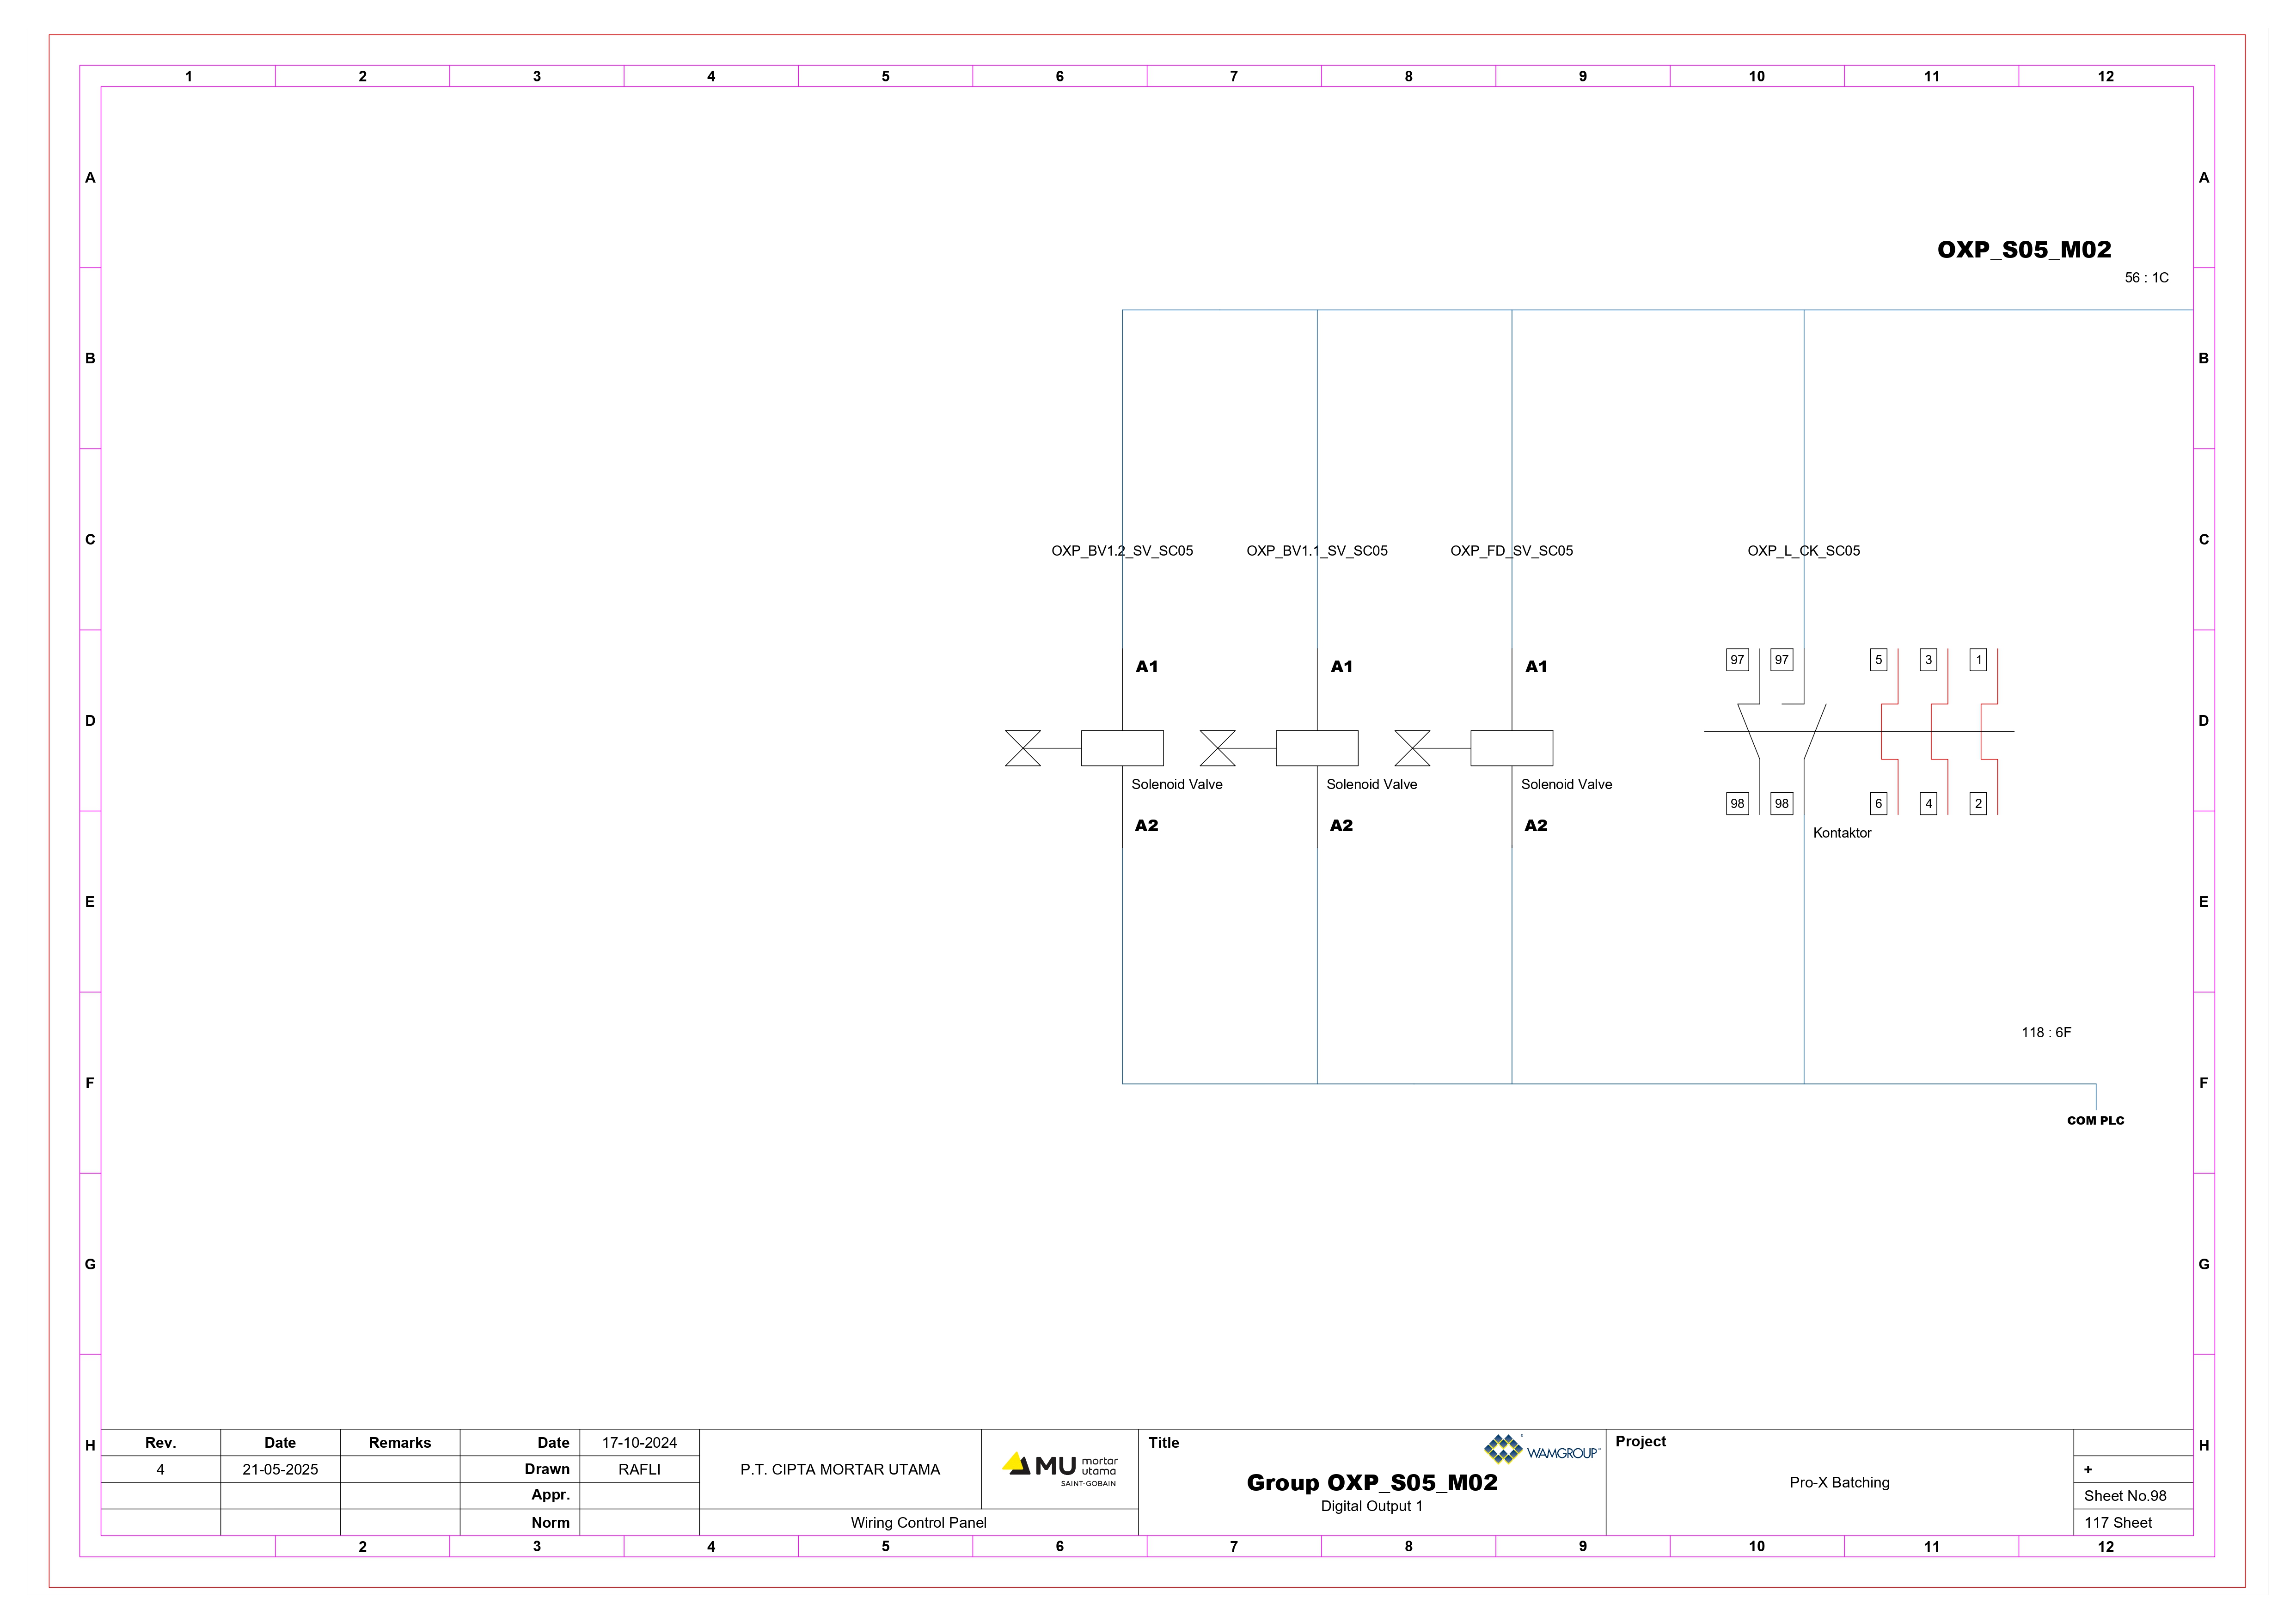 1 2 3 4 5 6 7 8 9 10 11 12
A A
OXP_S05_M02
56 : 1C
B B
C C
OXP_BV1.2_SV_SC05 OXP_BV1.1_SV_SC05 OXP_FD_SV_SC05 OXP_L_CK_SC05
A1 A1 A1 97 97 5 3 1
D D
Solenoid Valve Solenoid Valve Solenoid Valve
98 98 6 4 2
A2 A2 A2 Kontaktor
E E
118 : 6F
F F
COM PLC
G G
H H
Rev. Date Remarks Date 17-10-2024
4 21-05-2025 Drawn RAFLI
Appr.
Norm
P.T. CIPTA MORTAR UTAMA
MU mortar
utama
SAINT-GOBAIN
Wiring Control Panel
Title
WAMGROUP®
Group OXP_S05_M02
Digital Output 1
Project
Pro-X Batching
+
Sheet No.98
117 Sheet
2 3 4 5 6 7 8 9 10 11 12